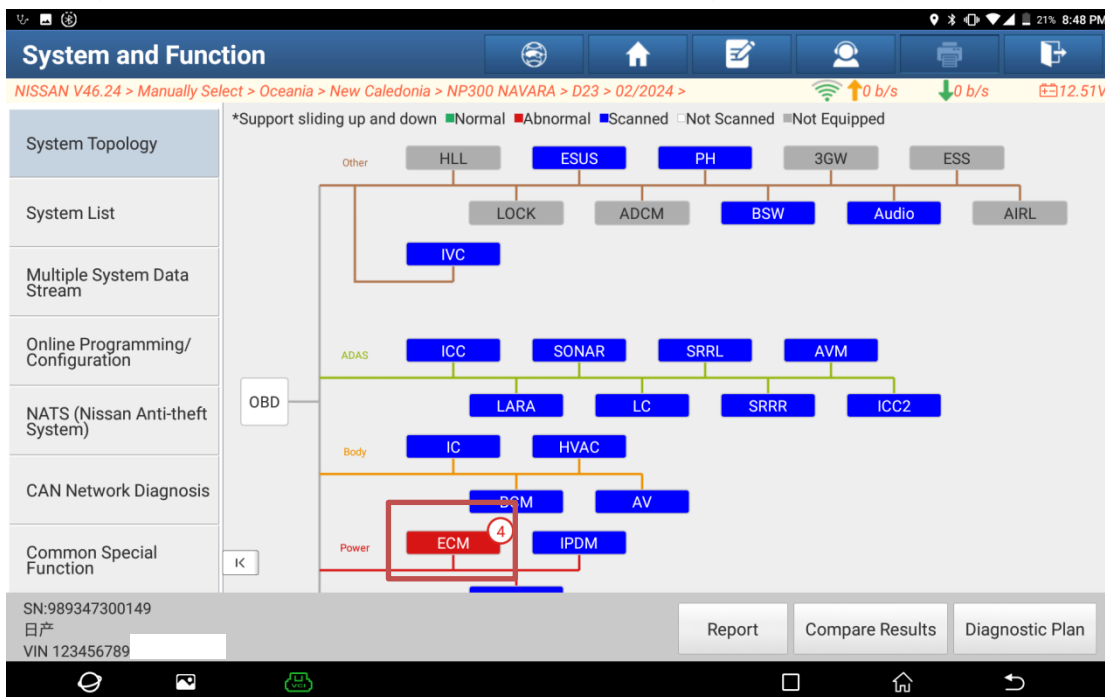 21% 8:48 PM
System and Function
NISSAN V46.24 > Manually Select > Oceania > New Caledonia > NP300 NAVARA > D23 > 02/2024 >
0 b/s
0 b/s
12.51V
*Support sliding up and down Normal Abnormal Scanned Not Scanned Not Equipped
System Topology
System List
Multiple System Data
Stream
Online Programming/
Configuration
NATS (Nissan Anti-theft
System)
CAN Network Diagnosis
Common Special
Function
OBD
Other
HLL
ESUS
PH
3GW
ESS
LOCK
ADCM
BSW
Audio
AIRL
IVC
ADAS
ICC
SONAR
SRRL
AVM
LARA
LC
SRRR
ICC2
Body
IC
HVAC
BCM
AV
Power
ECM
4
IPDM
SN:989347300149
日产
VIN 123456789
Report
Compare Results
Diagnostic Plan
VCI